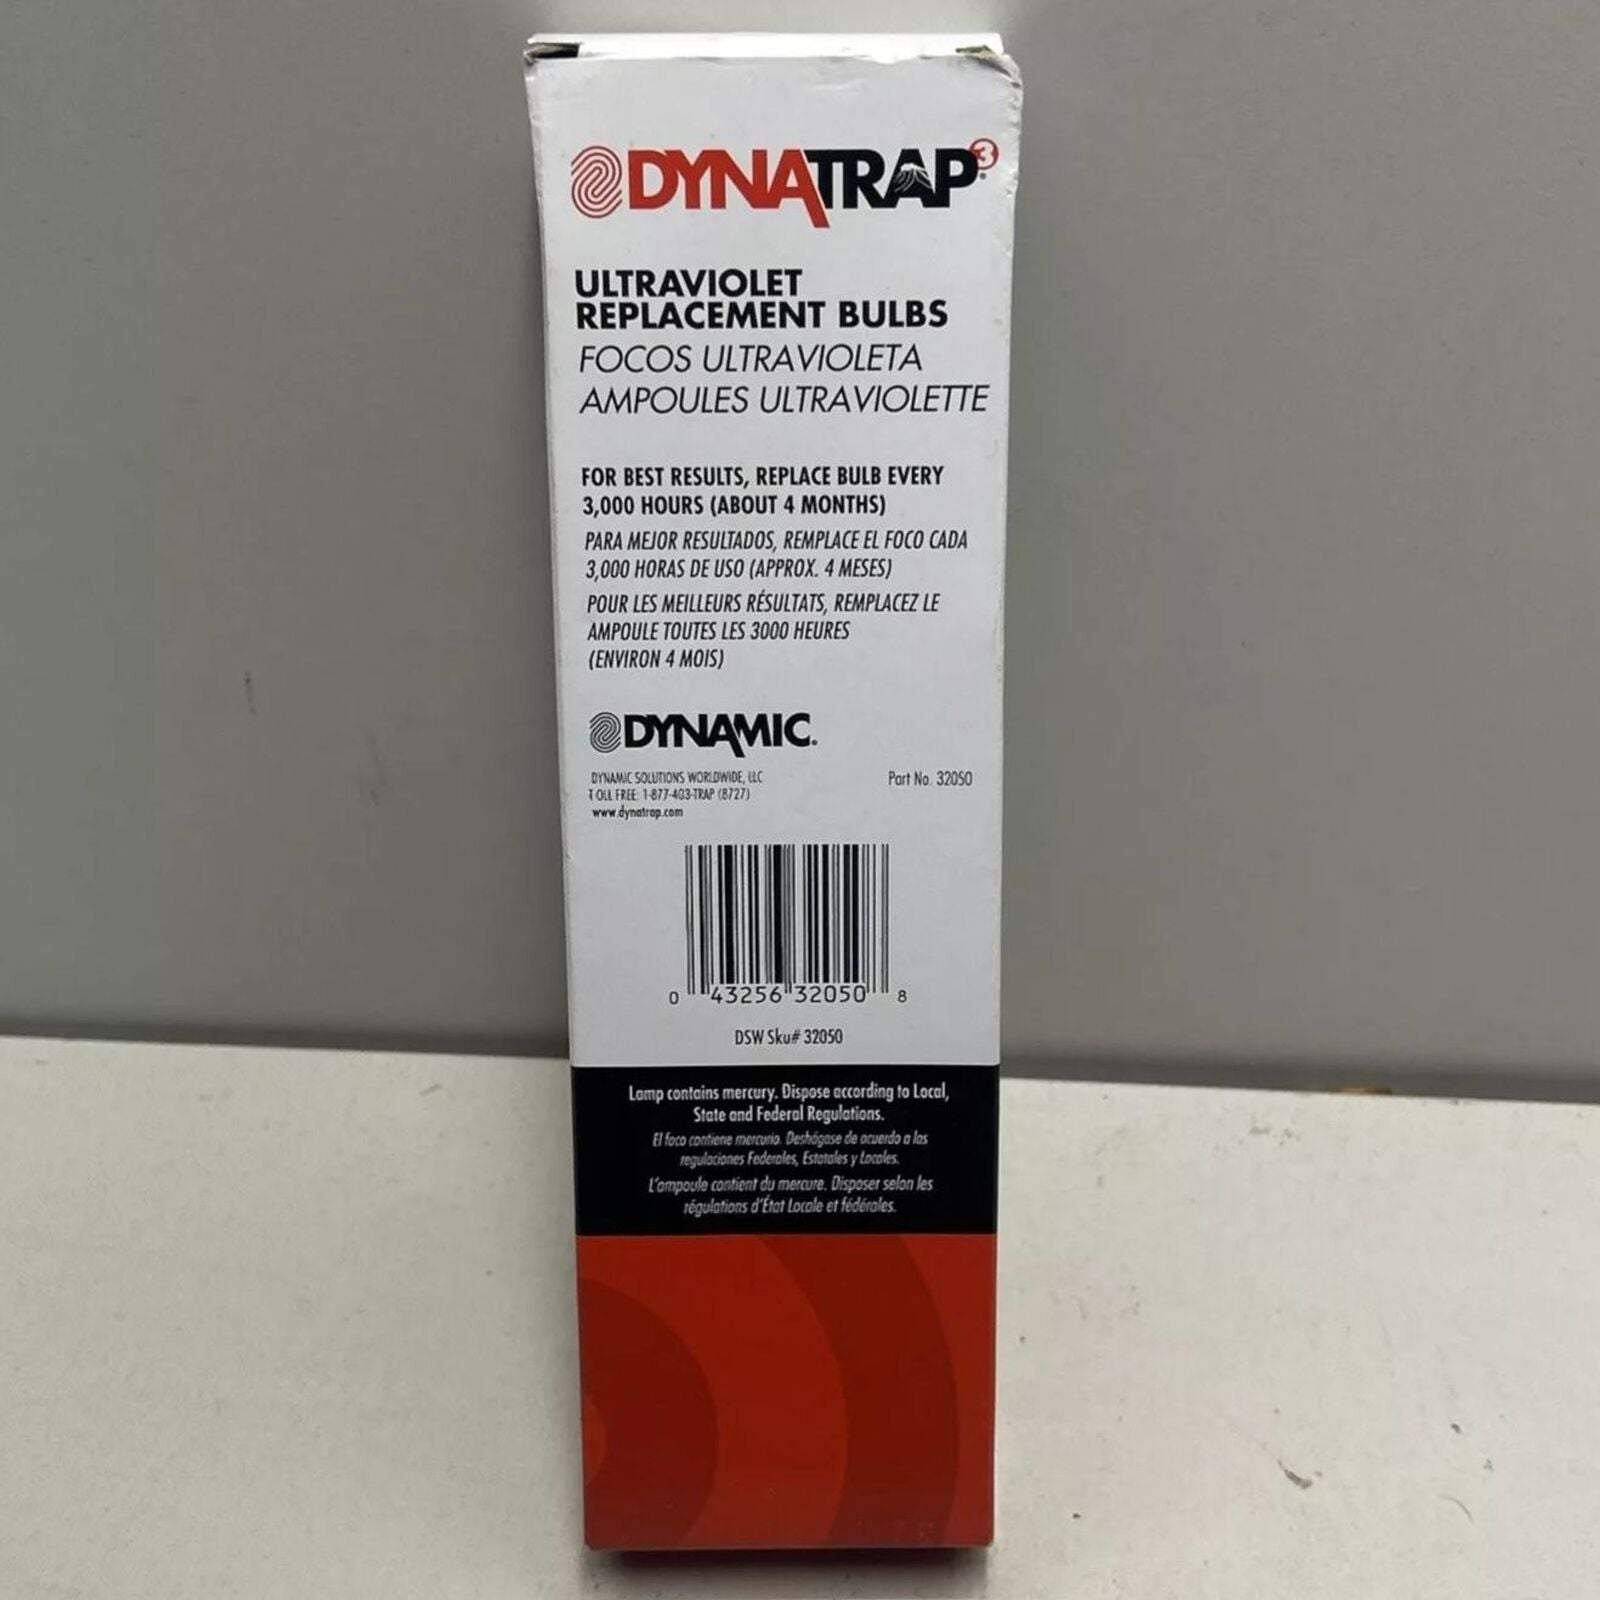 DYNATRAP3®
ULTRAVIOLET
REPLACEMENT BULBS
FOCOS ULTRAVIOLETA
AMPOULES ULTRAVIOLETTE
FOR BEST RESULTS, REPLACE BULB EVERY
3,000 HOURS (ABOUT 4 MONTHS)
PARA MEJOR RESULTADOS, REMPLACE EL FOCO CADA
3,000 HORAS DE USO (APPROX. 4 MESES)
POUR LES MEILLEURS RÉSULTATS, REMPLACEZ LE
AMPOULE TOUTES LES 3000 HEURES
(ENVIRON 4 MOIS)
DYNAMIC®
DYNAMIC SOLUTIONS WORLDWIDE, LLC
TOLL FREE: 1-877-403-TRAP (8727)
www.dynatrap.com
Part No. 32050
0 43256 32050 8
DSW Sku# 32050
Lamp contains mercury. Dispose according to Local,
State and Federal Regulations.
El foco contiene mercurio. Deshágase de acuerdo a las
regulaciones Federales, Estatales y Locales.
L'ampoule contient du mercure. Disposer selon les
régulations d'État Locale et fédérales.